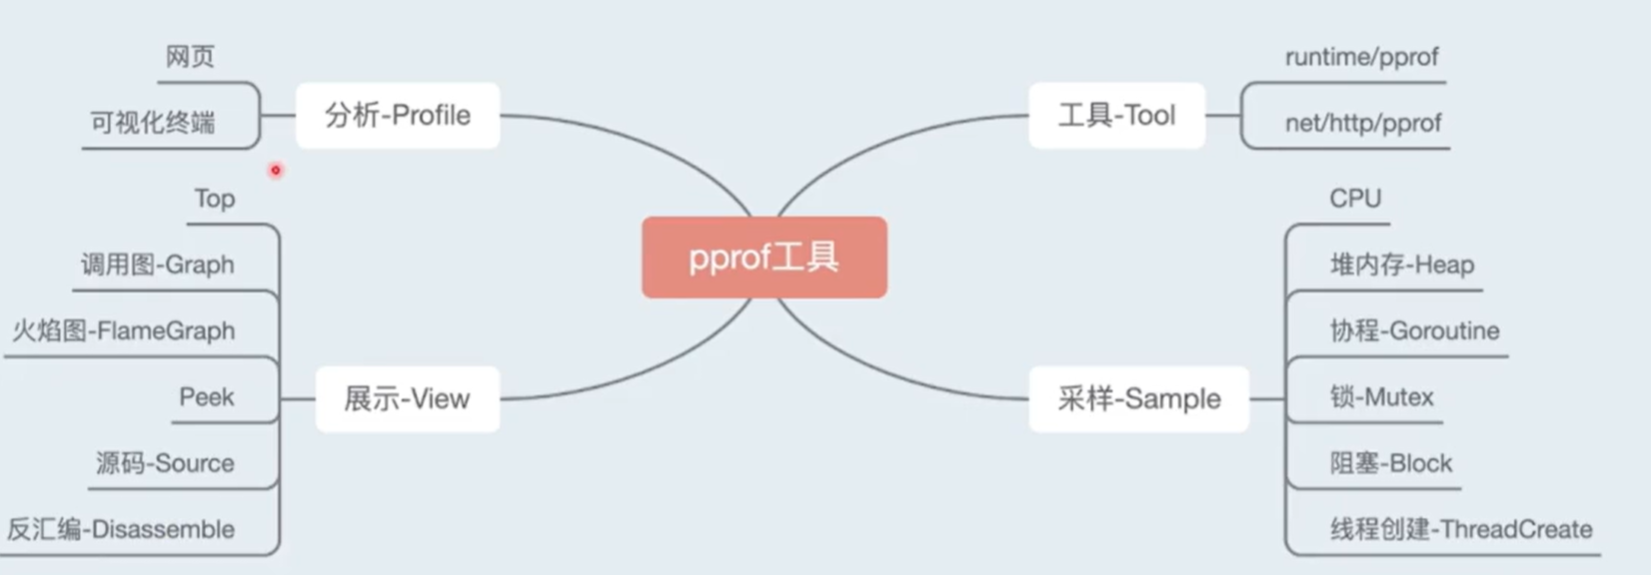 pprof工具
分析-Profile
网页
可视化终端
工具-Tool
runtime/pprof
net/http/pprof
展示-View
Top
调用图-Graph
火焰图-FlameGraph
Peek
源码-Source
反汇编-Disassemble
采样-Sample
CPU
堆内存-Heap
协程-Goroutine
锁-Mutex
阻塞-Block
线程创建-ThreadCreate